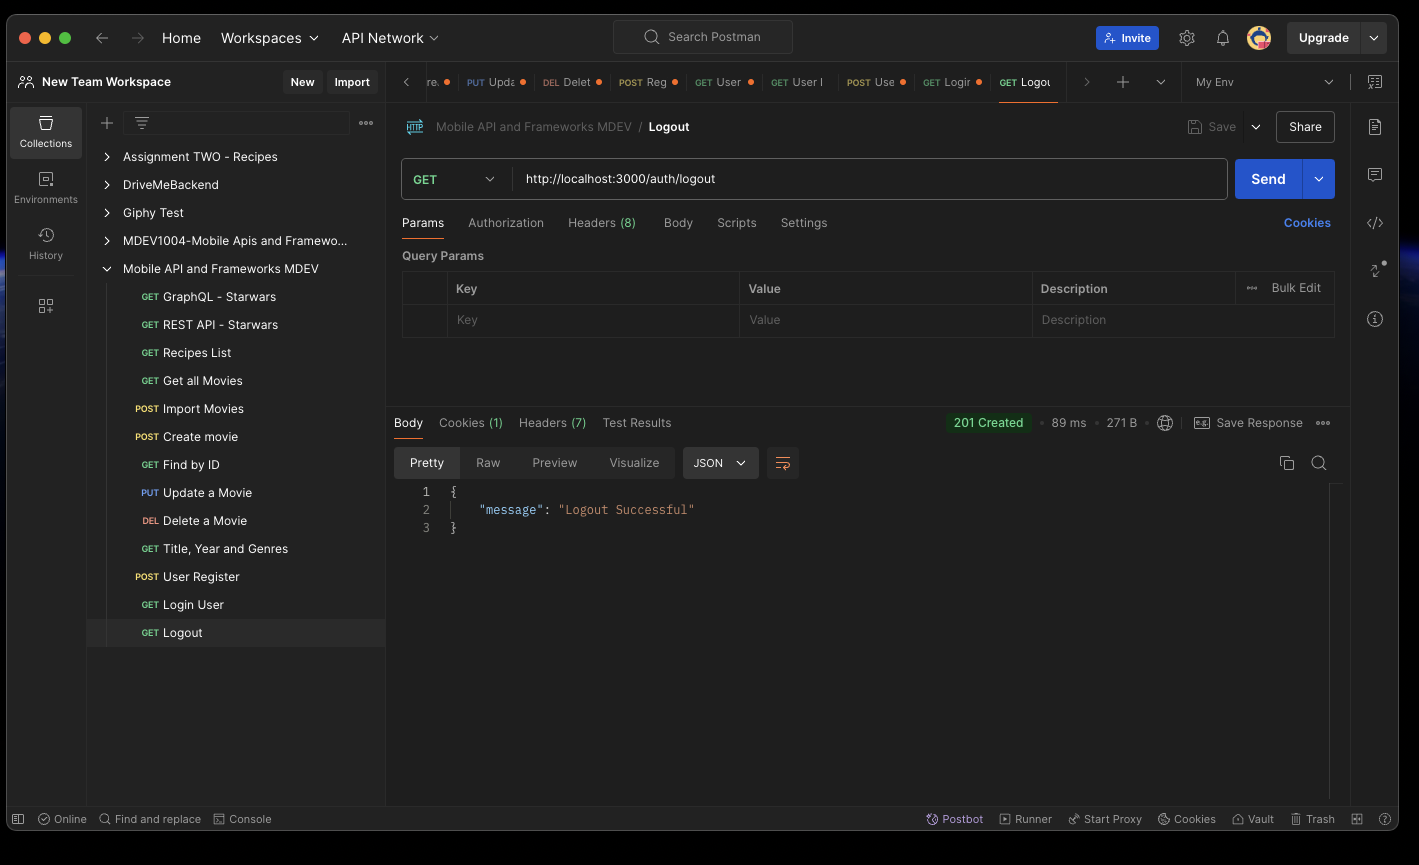 Home Workspaces API Network Search Postman Invite Upgrade
New Team Workspace New Import re. PUT Upda DEL Delet POST Reg GET User GET User POST Use GET Login GET Logou My Env
Collections
Environments
History
Assignment TWO - Recipes
DriveMeBackend
Giphy Test
MDEV1004-Mobile Apis and Framewo...
Mobile API and Frameworks MDEV
GET GraphQL - Starwars
GET REST API - Starwars
GET Recipes List
GET Get all Movies
POST Import Movies
POST Create movie
GET Find by ID
PUT Update a Movie
DEL Delete a Movie
GET Title, Year and Genres
POST User Register
GET Login User
GET Logout
HTTP Mobile API and Frameworks MDEV / Logout Save Share
GET http://localhost:3000/auth/logout Send
Params Authorization Headers (8) Body Scripts Settings Cookies
Query Params
Key Value Description Bulk Edit
Key Value Description
Body Cookies (1) Headers (7) Test Results 201 Created 89 ms 271 B e.g. Save Response
Pretty Raw Preview Visualize JSON
1 {
2 "message": "Logout Successful"
3 }
Online Find and replace Console Postbot Runner Start Proxy Cookies Vault Trash